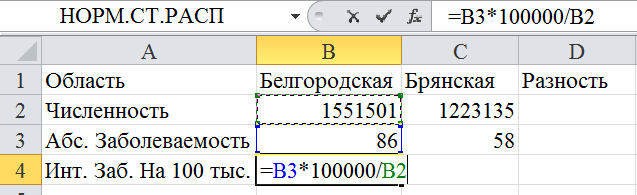 НОРМ.СТ.РАСП =B3*100000/B2
A B C D
1 Область Белгородская Брянская Разность
2 Численность 1551501 1223135
3 Абс. Заболеваемость 86 58
4 Инт. Заб. На 100 тыс. =B3*100000/B2